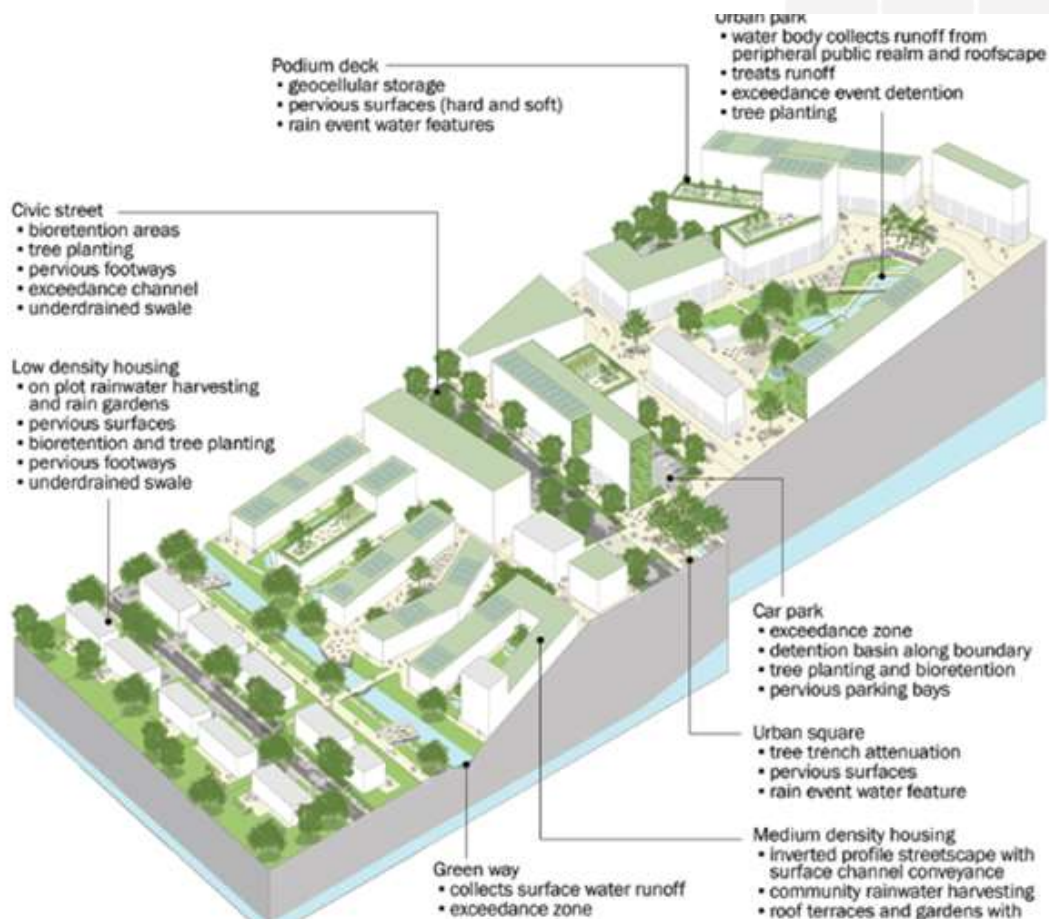 Urban park
• water body collects runoff from
peripheral public realm and roofscape
• treats runoff
• exceedance event detention
• tree planting
Podium deck
• geocellular storage
• pervious surfaces (hard and soft)
• rain event water features
Civic street
• bioretention areas
• tree planting
• pervious footways
• exceedance channel
• underdrained swale
Low density housing
• on plot rainwater harvesting
and rain gardens
• pervious surfaces
• bioretention and tree planting
• pervious footways
• underdrained swale
Car park
• exceedance zone
• detention basin along boundary
• tree planting and bioretention
• pervious parking bays
Urban square
• tree trench attenuation
• pervious surfaces
• rain event water feature
Medium density housing
• inverted profile streetscape with
surface channel conveyance
• community rainwater harvesting
• roof terraces and gardens with
Green way
• collects surface water runoff
• exceedance zone